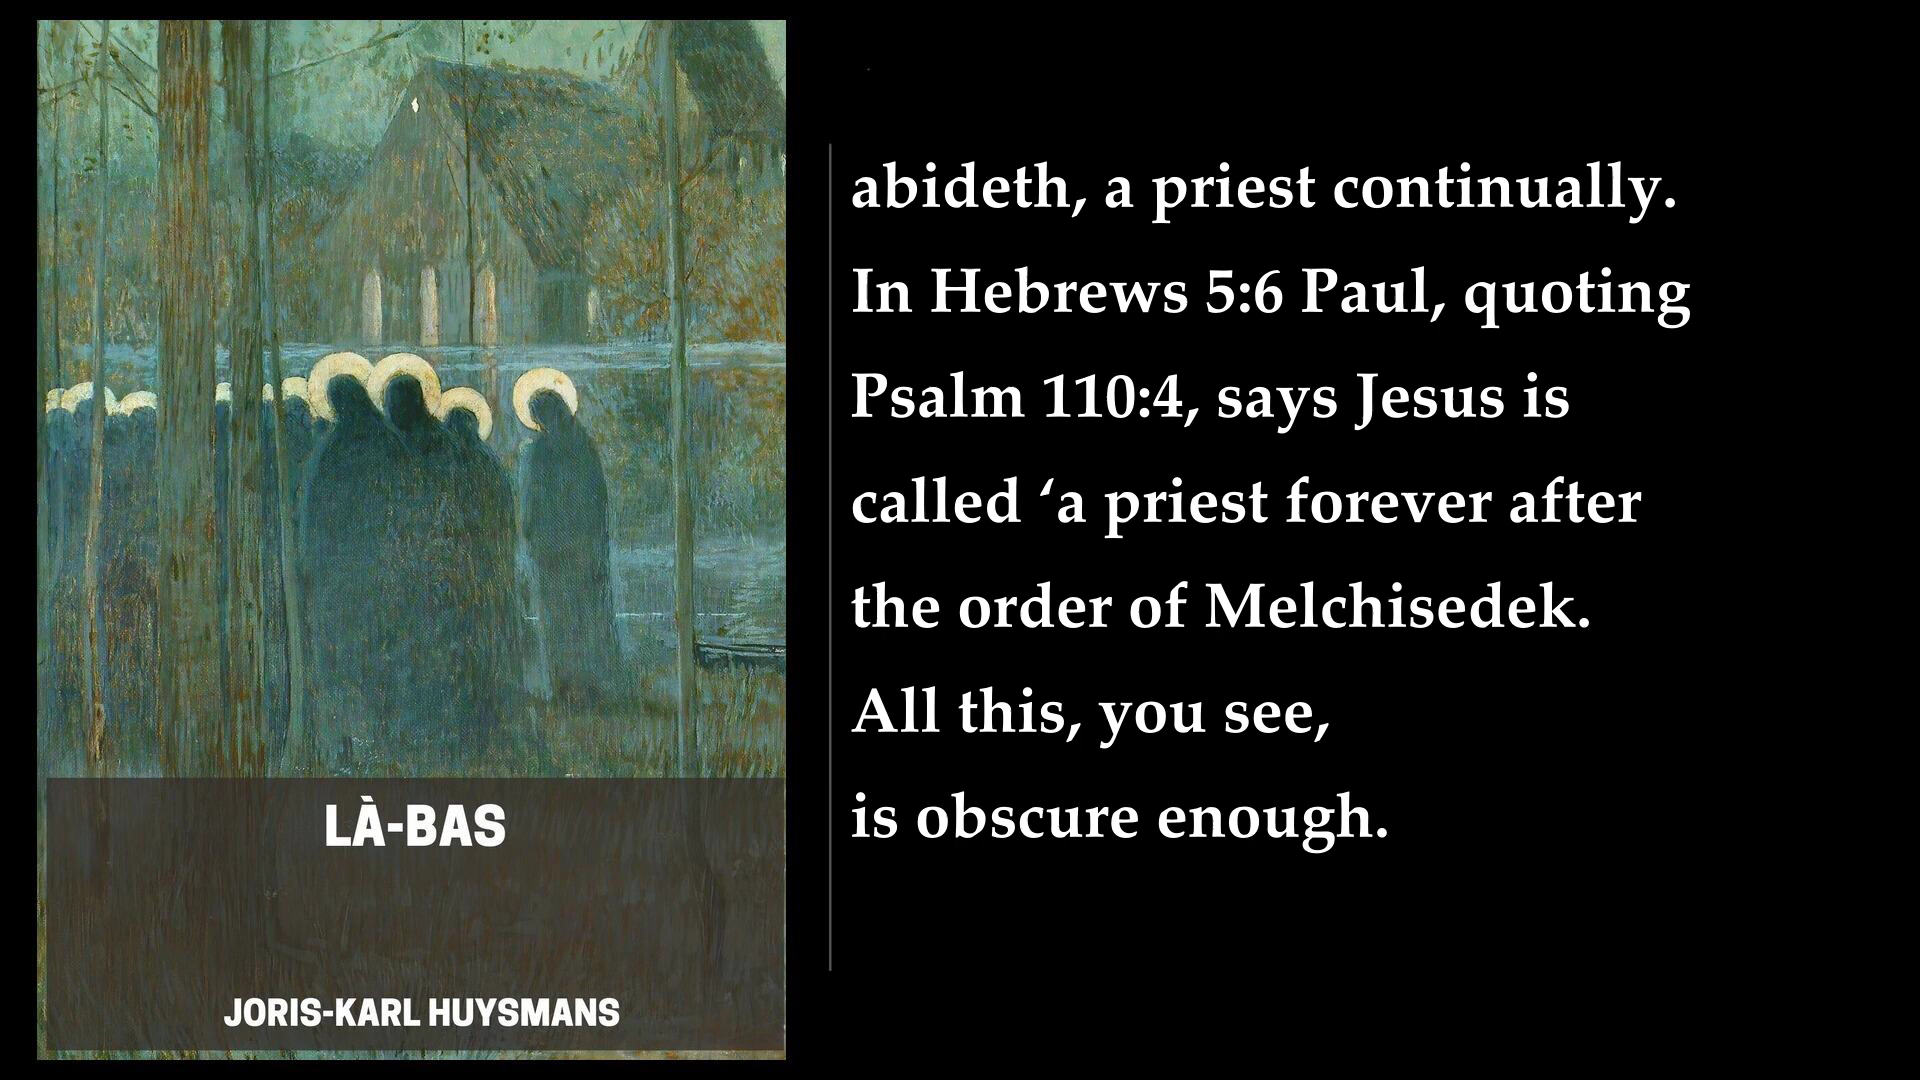 LÀ-BAS
JORIS-KARL HUYSMANS
abideth, a priest continually.
In Hebrews 5:6 Paul, quoting
Psalm 110:4, says Jesus is
called ‘a priest forever after
the order of Melchisedek.
All this, you see,
is obscure enough.